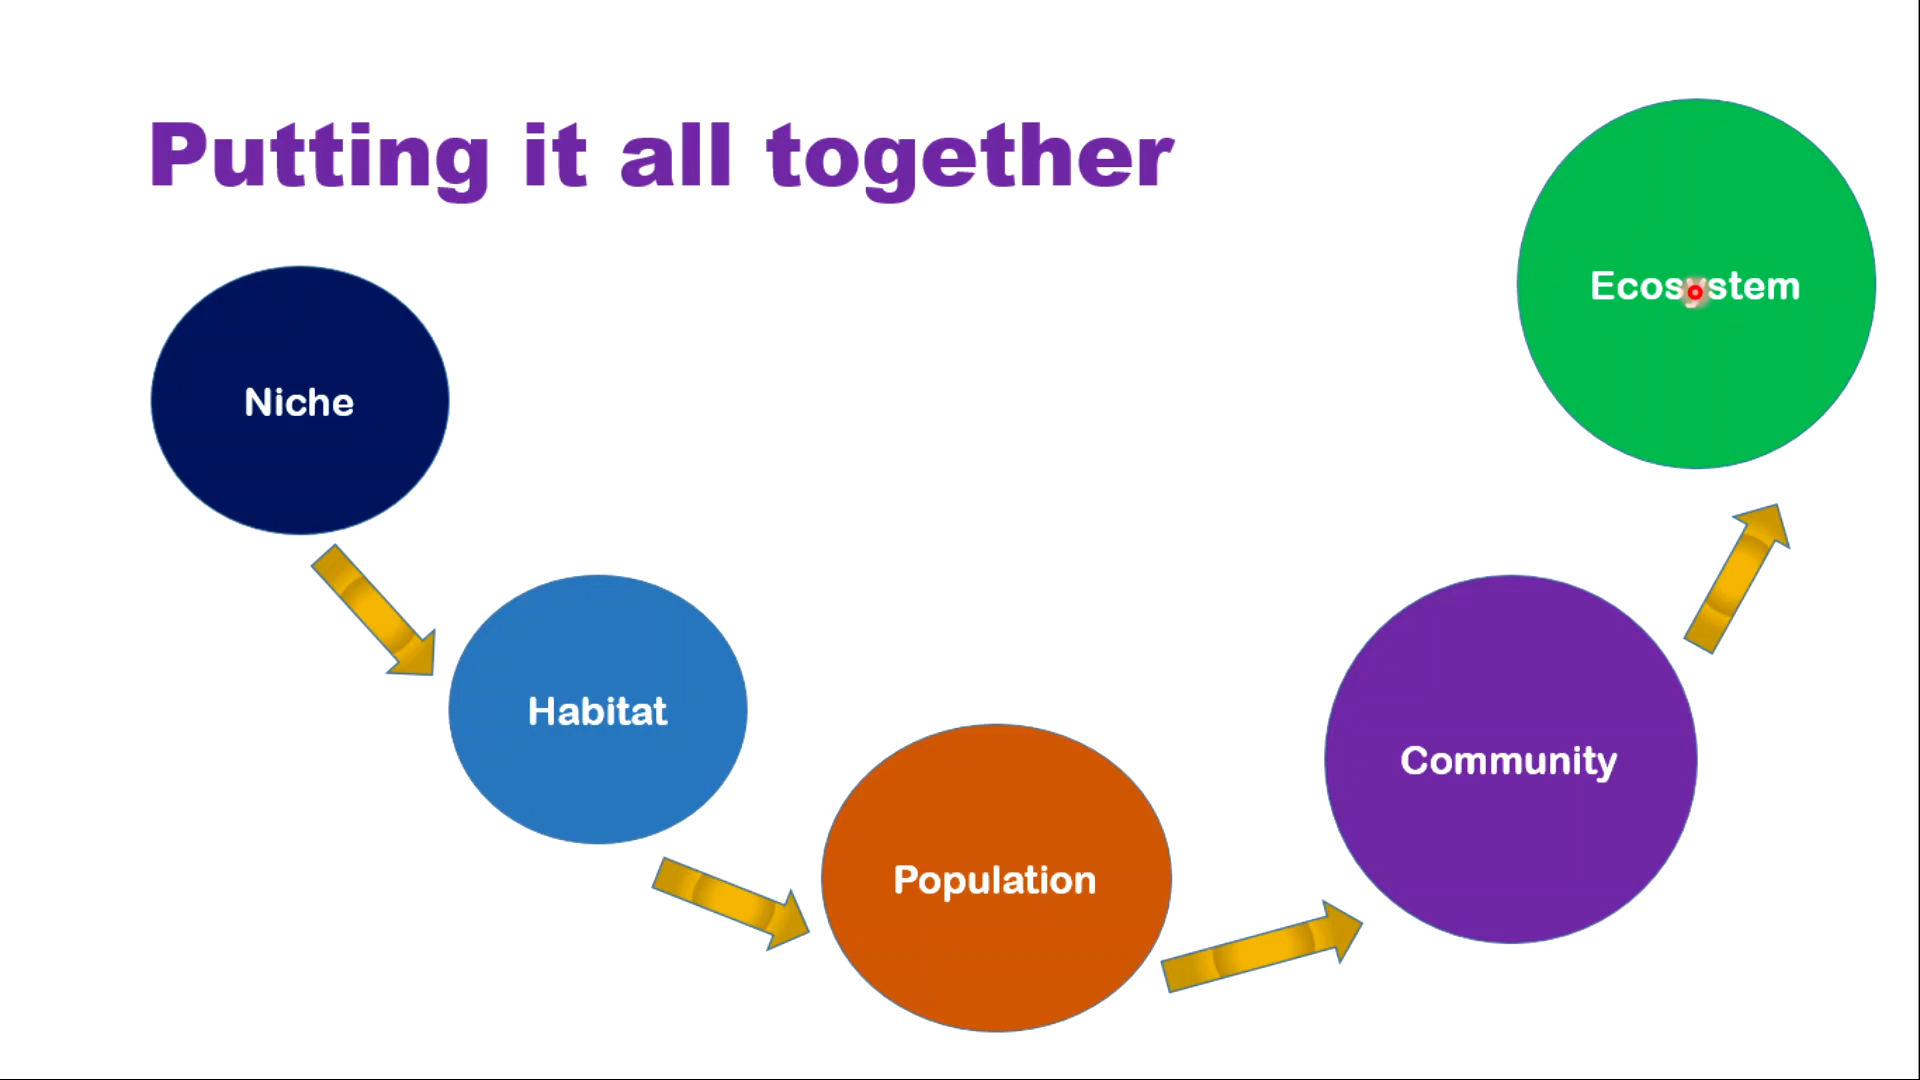 Putting it all together
Niche
Habitat
Population
Community
Ecosystem